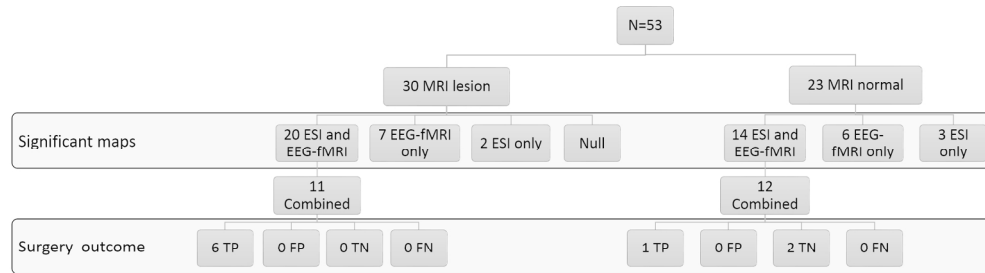 N=53
30 MRI lesion
23 MRI normal
Significant maps
20 ESI and
EEG-fMRI
7 EEG-fMRI
only
2 ESI only
Null
14 ESI and
EEG-fMRI
6 EEG-
fMRI only
3 ESI
only
11
Combined
12
Combined
Surgery outcome
6 TP
0 FP
0 TN
0 FN
1 TP
0 FP
2 TN
0 FN